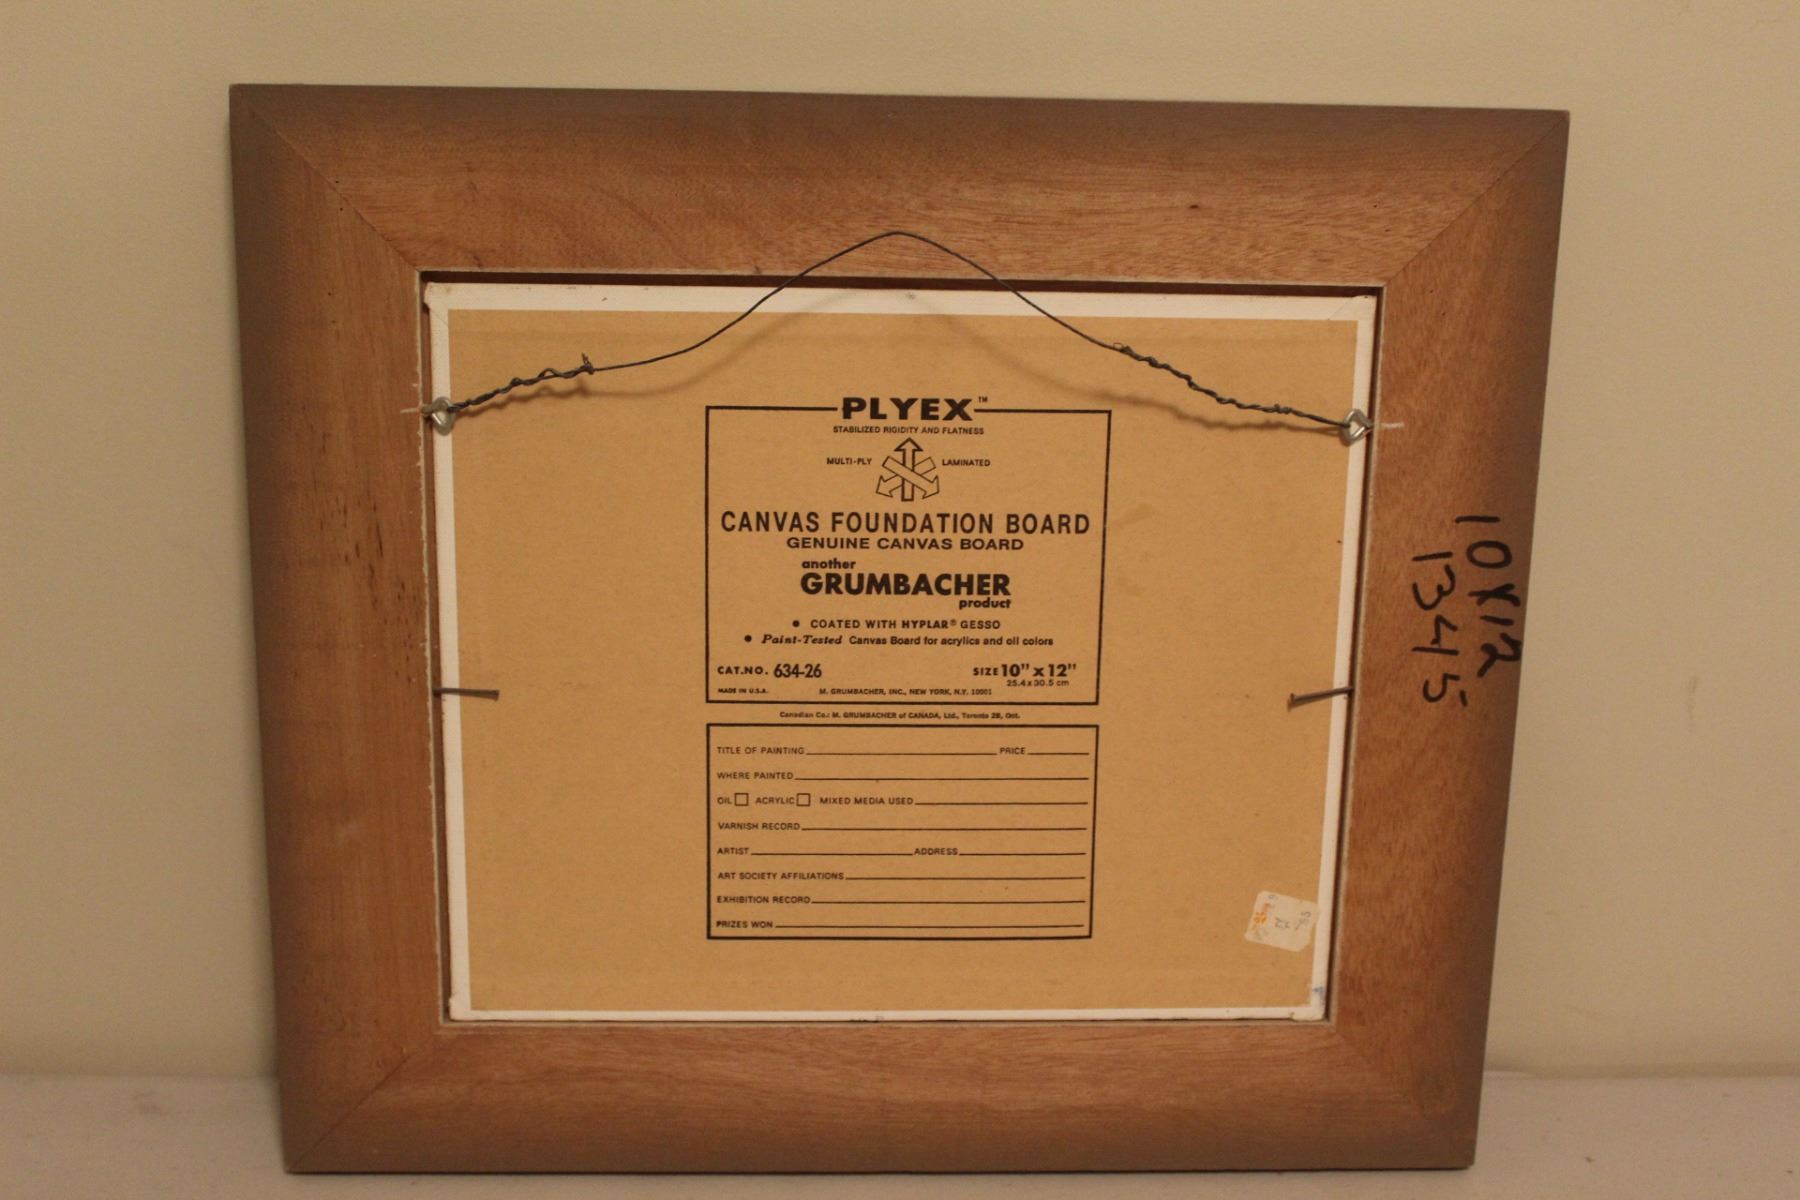 PLYEX™
STABILIZED RIGIDITY AND FLATNESS
MULTI-PLY LAMINATED
CANVAS FOUNDATION BOARD
GENUINE CANVAS BOARD
another
GRUMBACHER
product
• COATED WITH HYPLAR® GESSO
• Paint-Tested Canvas Board for acrylics and oil colors
CAT. NO. 634-26 SIZE 10" x 12"
25.4 x 30.5 cm
MADE IN U.S.A. M. GRUMBACHER, INC., NEW YORK, N.Y. 10001
Canadian Co.: M. GRUMBACHER of CANADA, Ltd., Toronto 2B, Ont.
TITLE OF PAINTING PRICE
WHERE PAINTED
OIL ACRYLIC MIXED MEDIA USED
VARNISH RECORD
ARTIST ADDRESS
ART SOCIETY AFFILIATIONS
EXHIBITION RECORD
PRIZES WON
10X12
1345